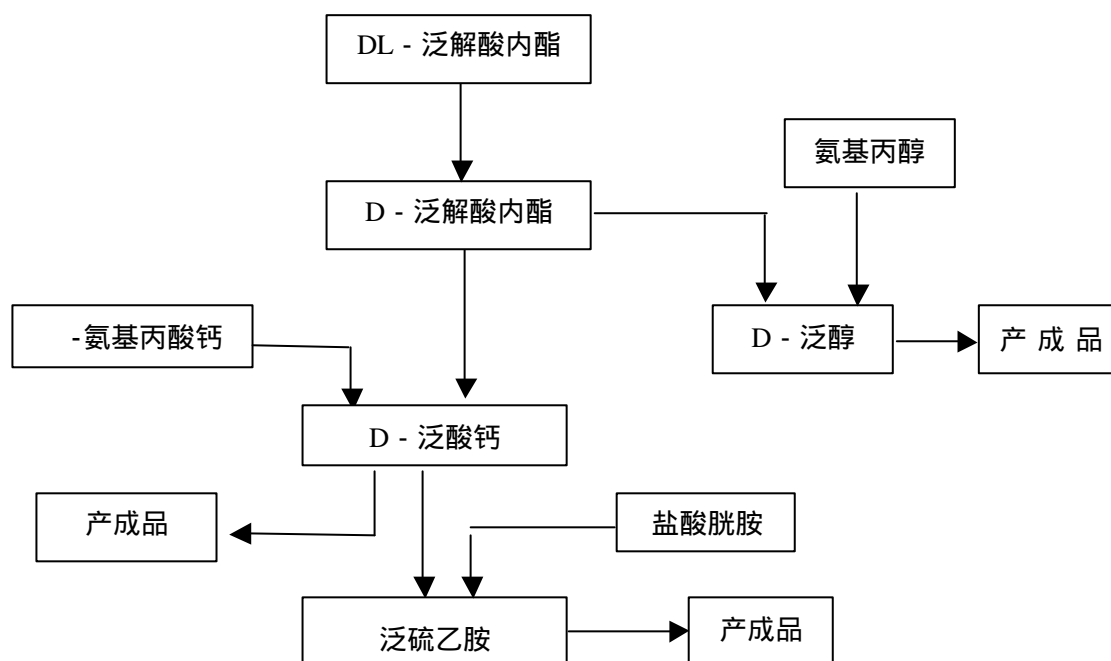 DL - 泛解酸内酯
氨基丙醇
D - 泛解酸内酯
-氨基丙酸钙
D - 泛醇
产 成 品
D - 泛酸钙
产成品
盐酸胱胺
泛硫乙胺
产成品